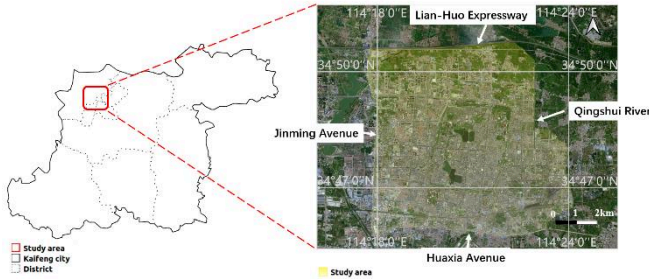 114°18'0''E
114°24'0''E
Lian-Huo Expressway
34°50'0''N
34°50'0''N
Qingshui River
Jinming Avenue
34°47'0''N
34°47'0''N
0 1 2km
114°18'0''E
114°24'0''E
Huaxia Avenue
Study area
Kaifeng city
District
Study area